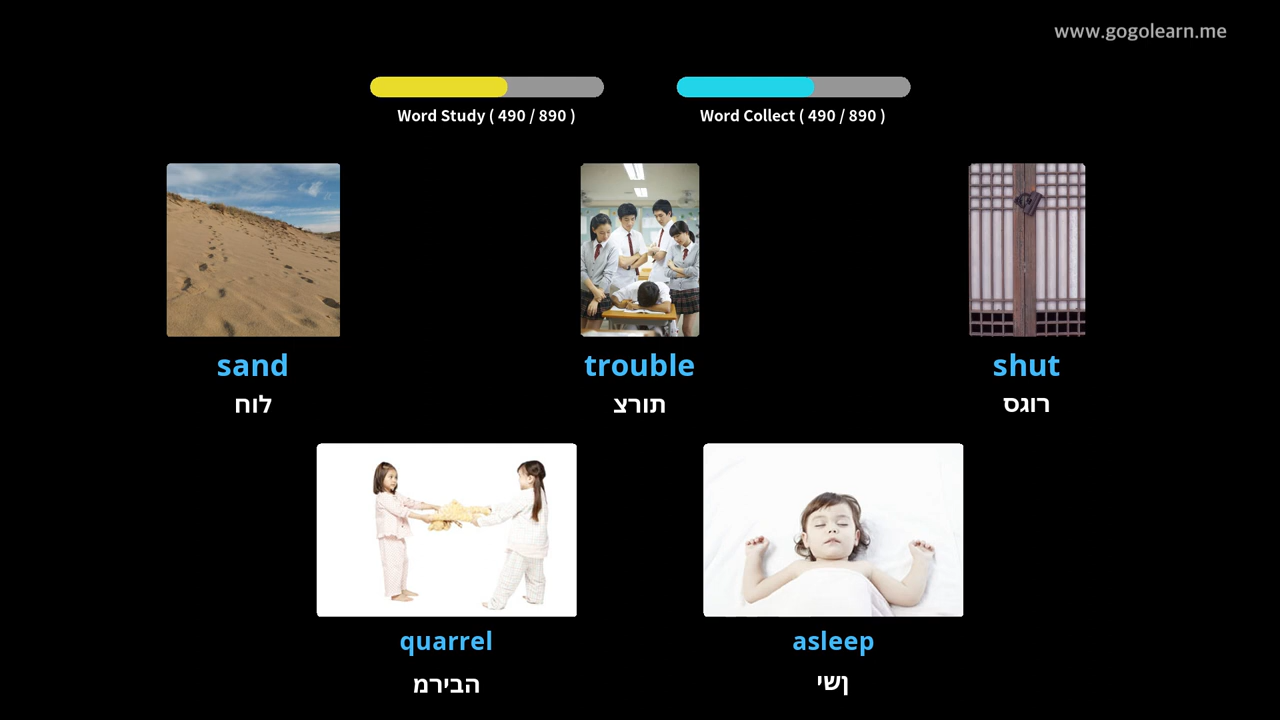 www.gogolearn.me
Word Study ( 490 / 890 )
Word Collect ( 490 / 890 )
sand
לוח
trouble
תורצ
shut
רוגס
quarrel
הבירמ
asleep
ןשי